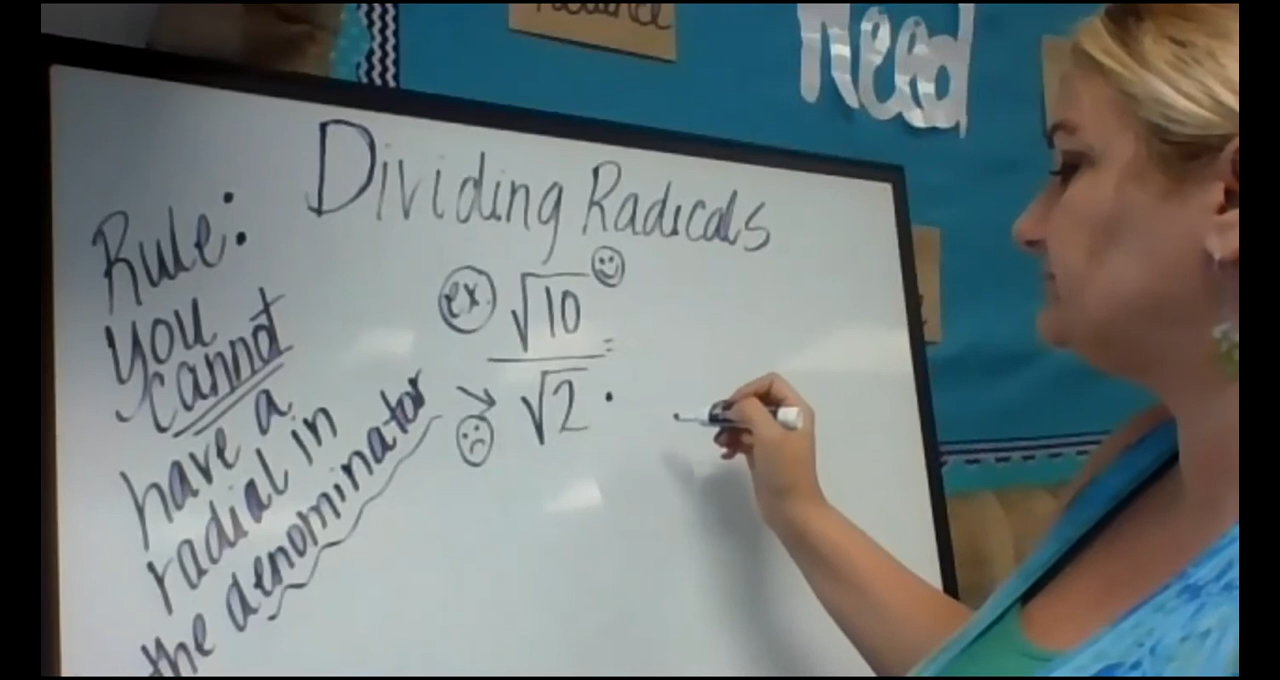 Need
Dividing Radicals
Rule:
you
cannot
have a
radial in
the denominator
ex.
√10
=
√2 ·